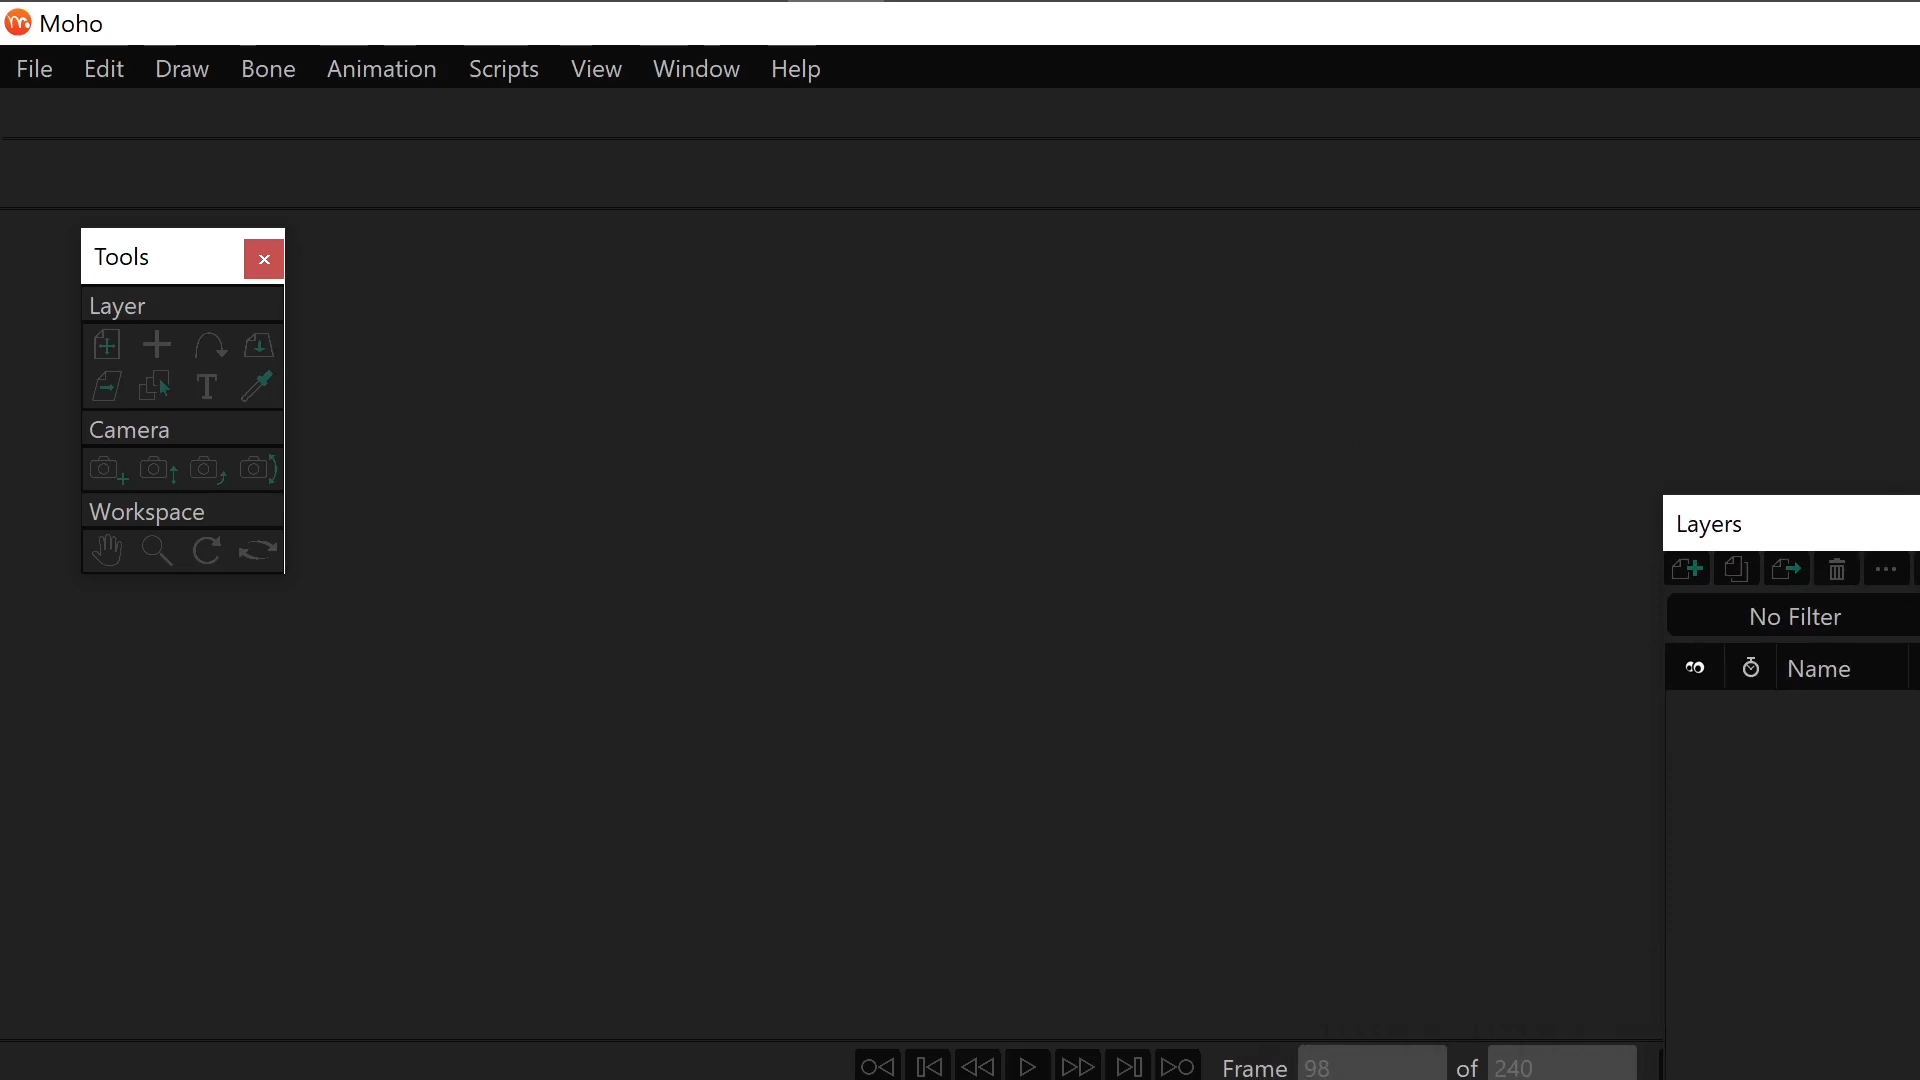 Moho
File Edit Draw Bone Animation Scripts View Window Help
Tools
Layer
Camera
Workspace
Layers
No Filter
Name
Frame 98 of 240